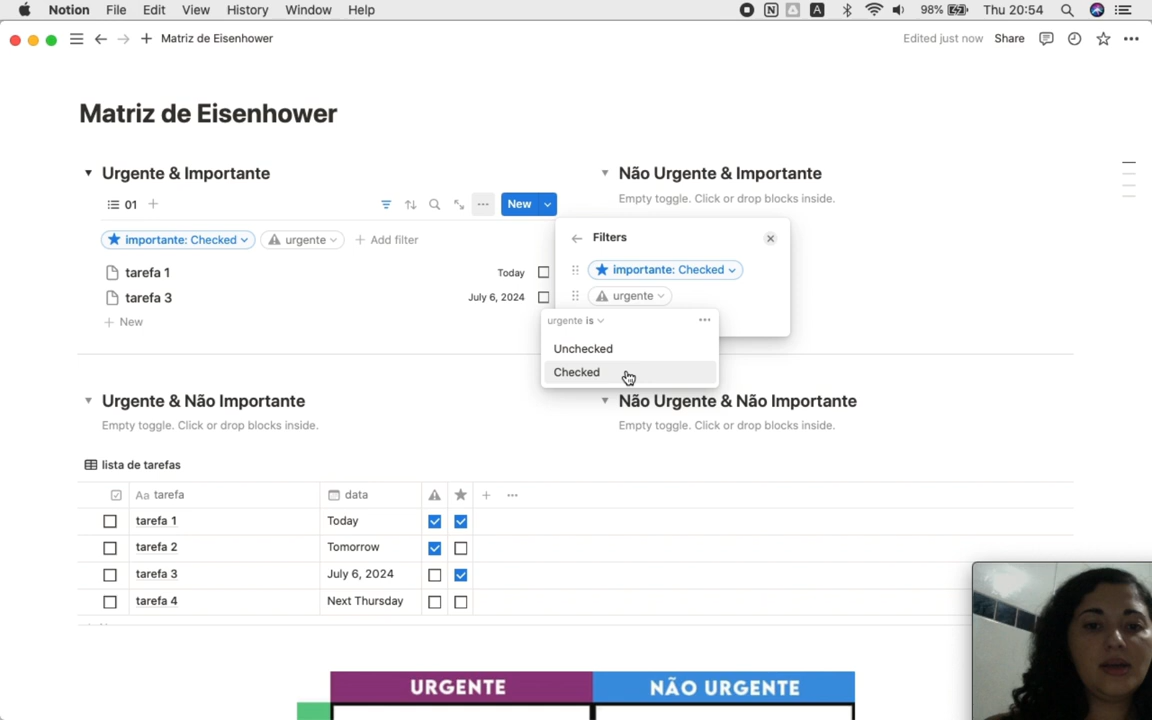 Notion File Edit View History Window Help 98% Thu 20:54
Matriz de Eisenhower Edited just now Share
Matriz de Eisenhower
Urgente & Importante
01 New
importante: Checked urgente Add filter
tarefa 1 Today
tarefa 3 July 6, 2024
New
Não Urgente & Importante
Empty toggle. Click or drop blocks inside.
Filters
importante: Checked
urgente
urgente is
Unchecked
Checked
Urgente & Não Importante
Empty toggle. Click or drop blocks inside.
Não Urgente & Não Importante
Empty toggle. Click or drop blocks inside.
lista de tarefas
Aa tarefa data
tarefa 1 Today
tarefa 2 Tomorrow
tarefa 3 July 6, 2024
tarefa 4 Next Thursday
URGENTE NÃO URGENTE